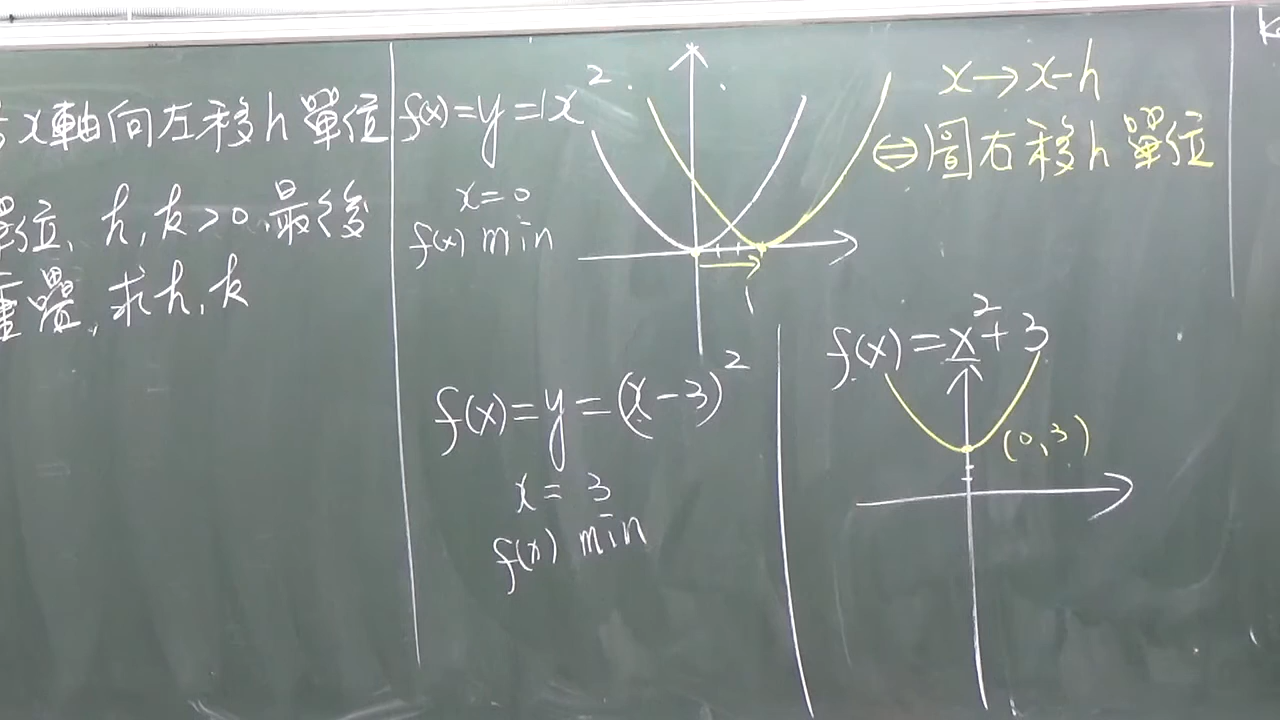 x軸向左移h單位
單位, h, k>0 最後
重疊, 求h, k
f(x)=y=1x²
x=0
f(x) min
x→x-h
⇔圖右移h單位
f(x)=y=(x-3)²
x=3
f(x) min
f(x)=x²+3
(0,3)